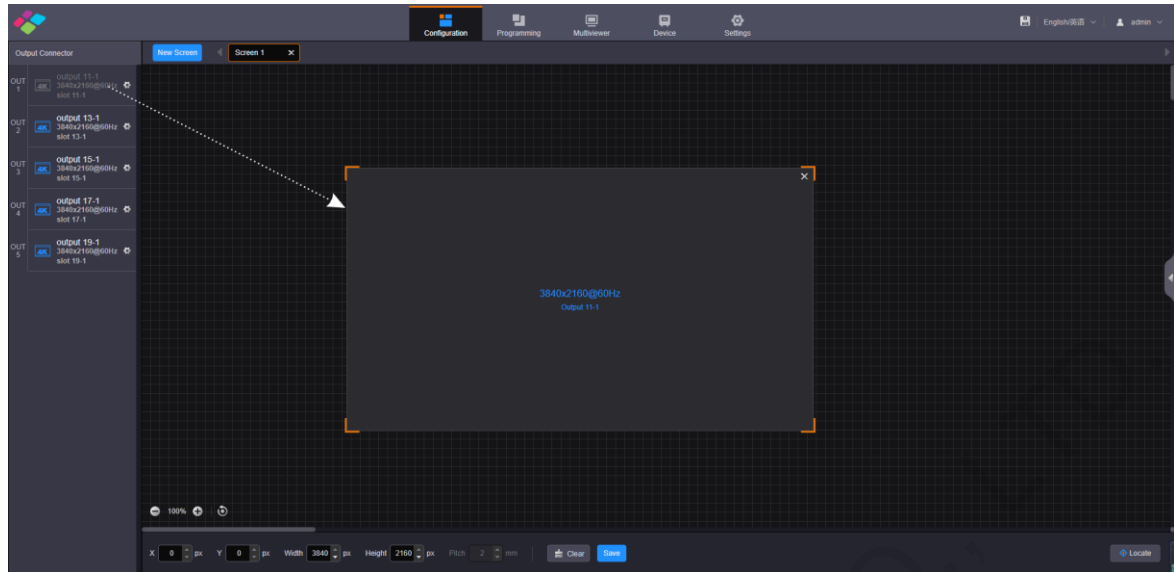 Configuration
Programming
Multiviewer
Device
Settings
English/英语
admin
Output Connector
New Screen
Screen 1
OUT
1
4K
output 11-1
3840x2160@60Hz
slot 11-1
OUT
2
4K
output 13-1
3840x2160@60Hz
slot 13-1
OUT
3
4K
output 15-1
3840x2160@60Hz
slot 15-1
OUT
4
4K
output 17-1
3840x2160@60Hz
slot 17-1
OUT
5
4K
output 19-1
3840x2160@60Hz
slot 19-1
3840x2160@60Hz
Output 11-1
100%
X 0 px Y 0 px Width 3840 px Height 2160 px Pitch 2 mm Clear Save Locate